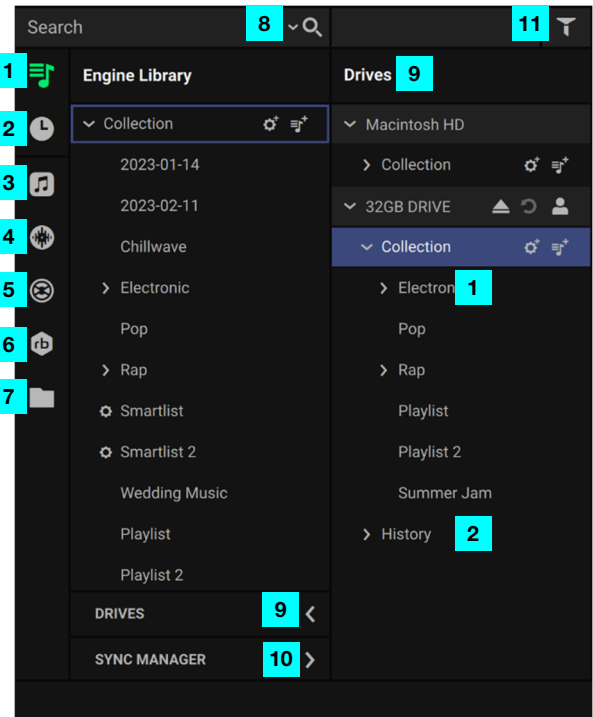 Search 8 11
1 Engine Library Drives 9
2 Collection Macintosh HD
2023-01-14 Collection
3
2023-02-11 32GB DRIVE
4 Chillwave Collection
5 Electronic Electron 1
6 Pop Pop
rb
Rap Rap
7
Smartlist Playlist
Smartlist 2 Playlist 2
Wedding Music Summer Jam
Playlist History 2
Playlist 2
DRIVES 9
SYNC MANAGER 10